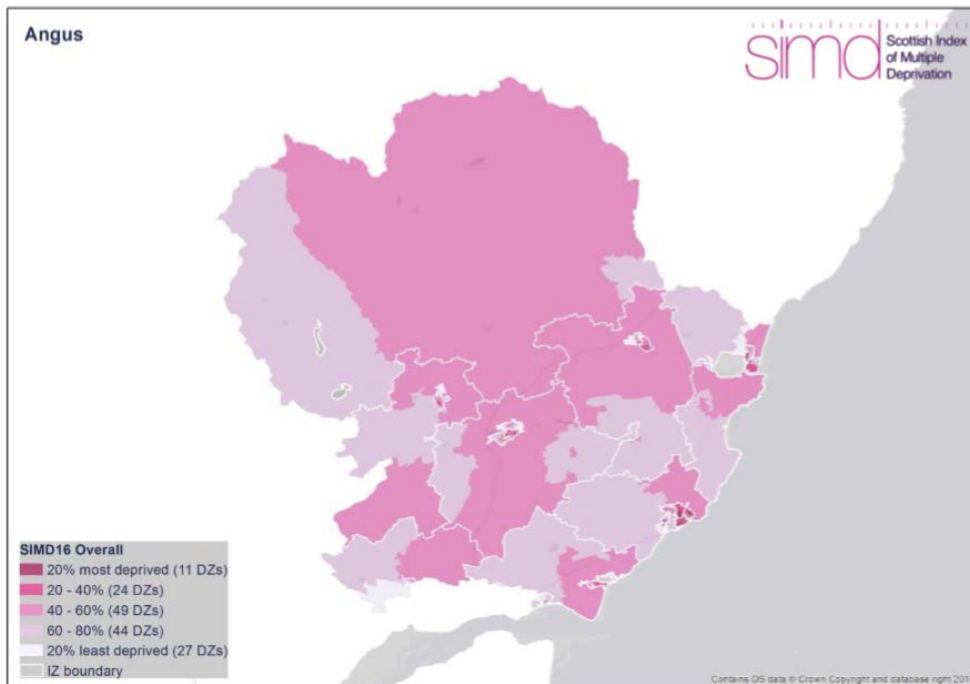 Angus
simd
Scottish Index
of Multiple
Deprivation
SIMD16 Overall
20% most deprived (11 DZs)
20 - 40% (24 DZs)
40 - 60% (49 DZs)
60 - 80% (44 DZs)
20% least deprived (27 DZs)
IZ boundary
Contains OS data © Crown Copyright and database right 201